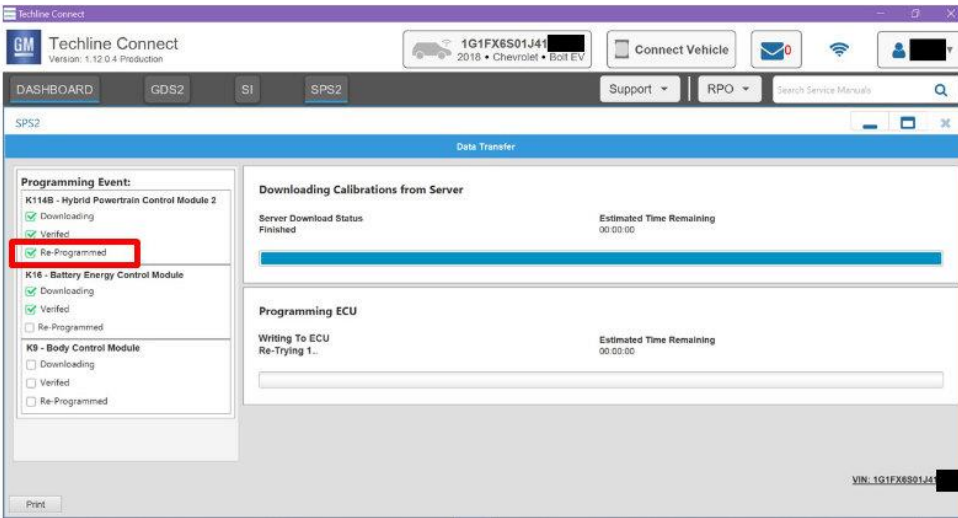 Techline Connect
GM
Techline Connect
Version: 1.12.0.4 Production
1G1FX6S01J41
2018 • Chevrolet • Bolt EV
Connect Vehicle
0
DASHBOARD GDS2 SI SPS2
Support RPO
Search Service Manuals
SPS2
Data Transfer
Programming Event:
K114B - Hybrid Powertrain Control Module 2
Downloading
Verifed
Re-Programmed
K16 - Battery Energy Control Module
Downloading
Verifed
Re-Programmed
K9 - Body Control Module
Downloading
Verifed
Re-Programmed
Downloading Calibrations from Server
Server Download Status
Finished
Estimated Time Remaining
00:00:00
Programming ECU
Writing To ECU
Re-Trying 1..
Estimated Time Remaining
00:00:00
VIN: 1G1FX6S01J41
Print